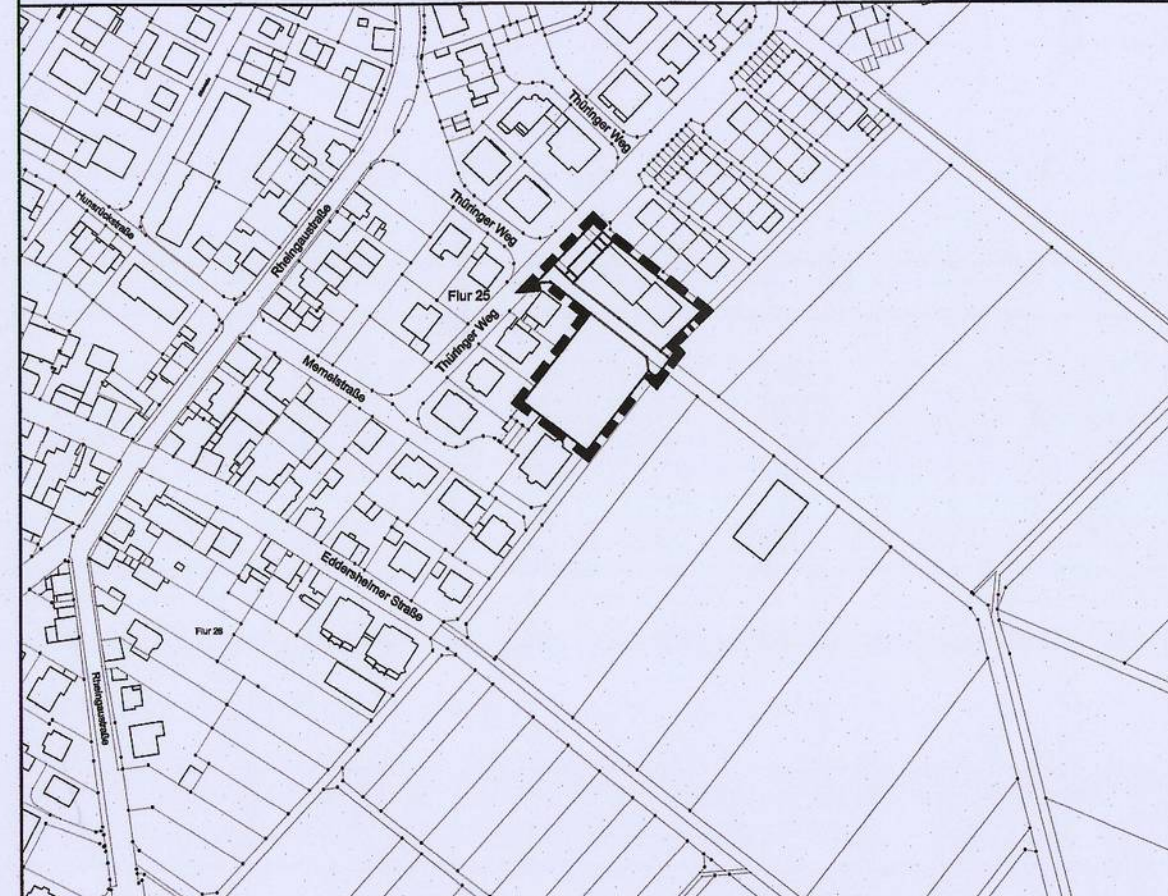 Thüringer Weg
Hunsrückstraße
Rheingaustraße
Thüringer Weg
Flur 25
Thüringer Weg
Memelstraße
Eddersheimer Straße
Flur 26
Rheingaustraße